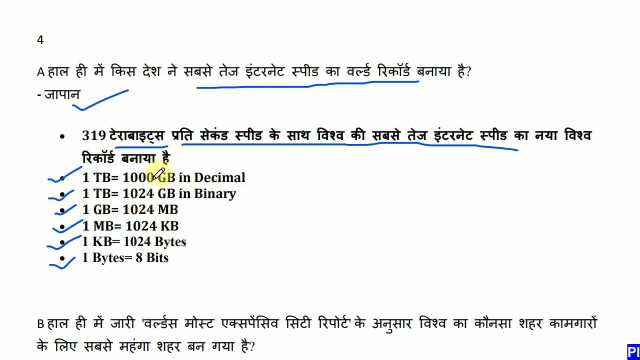 4
A हाल ही में किस देश ने सबसे तेज इंटरनेट स्पीड का वर्ल्ड रिकॉर्ड बनाया है?
- जापान
• 319 टेराबाइट्स प्रति सेकंड स्पीड के साथ विश्व की सबसे तेज इंटरनेट स्पीड का नया विश्व
रिकॉर्ड बनाया है
• 1 TB= 1000 GB in Decimal
• 1 TB= 1024 GB in Binary
• 1 GB= 1024 MB
• 1 MB= 1024 KB
• 1 KB= 1024 Bytes
• 1 Bytes= 8 Bits
B हाल ही में जारी 'वर्ल्डस मोस्ट एक्सपेंसिव सिटी रिपोर्ट' के अनुसार विश्व का कौनसा शहर कामगारों
के लिए सबसे महंगा शहर बन गया है?